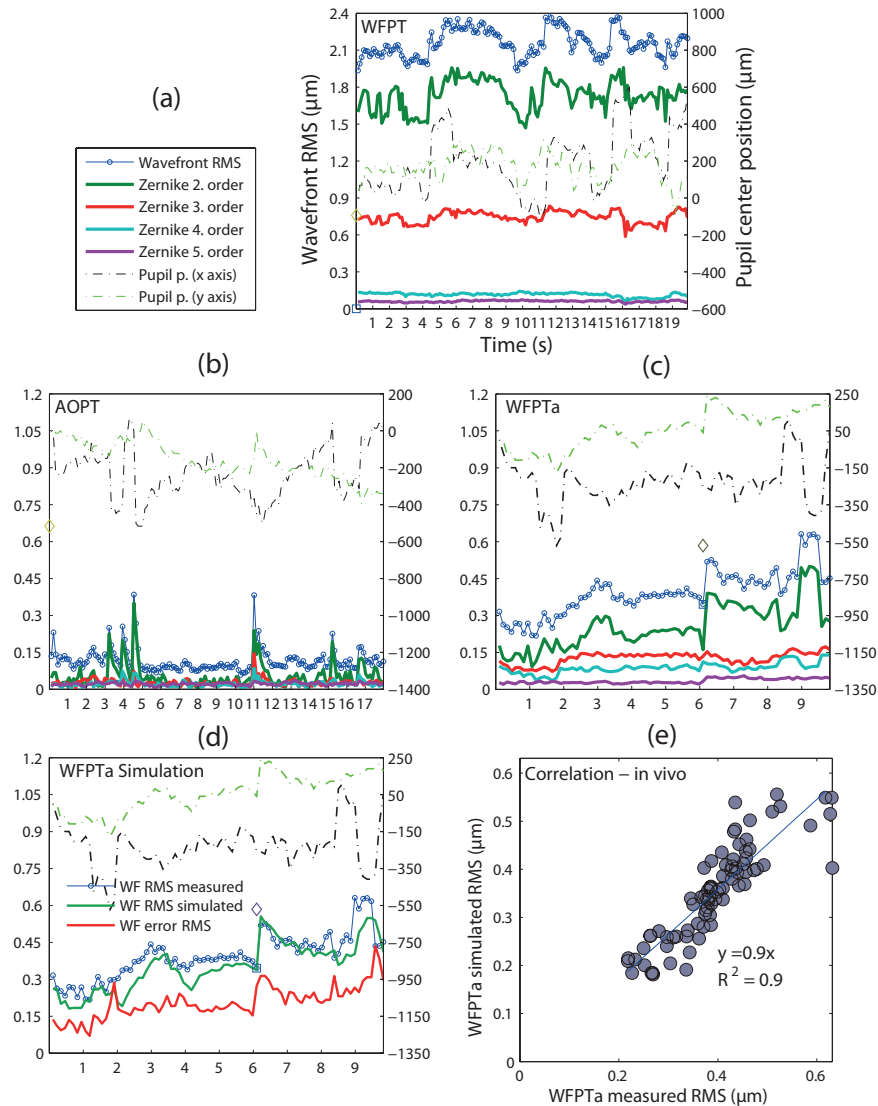 (a)
Wavefront RMS
Zernike 2. order
Zernike 3. order
Zernike 4. order
Zernike 5. order
Pupil p. (x axis)
Pupil p. (y axis)
WFPT
Wavefront RMS (μm)
2.4
2.1
1.8
1.5
1.2
0.9
0.6
0.3
0
1000
800
600
400
200
0
−200
−400
−600
Pupil center position (μm)
1 2 3 4 5 6 7 8 9 10 11 12 13 14 15 16 17 18 19
Time (s)
(b)
AOPT
1.2
1.05
0.9
0.75
0.6
0.45
0.3
0.15
0
200
0
−200
−400
−600
−800
−1000
−1200
−1400
1 2 3 4 5 6 7 8 9 10 11 12 13 14 15 16 17
(c)
WFPTa
1.2
1.05
0.9
0.75
0.6
0.45
0.3
0.15
0
250
50
−150
−350
−550
−750
−950
−1150
−1350
1 2 3 4 5 6 7 8 9
(d)
WFPTa Simulation
1.2
1.05
0.9
0.75
0.6
0.45
0.3
0.15
0
WF RMS measured
WF RMS simulated
WF error RMS
250
50
−150
−350
−550
−750
−950
−1150
−1350
1 2 3 4 5 6 7 8 9
(e)
Correlation – in vivo
WFPTa simulated RMS (μm)
0.6
0.5
0.4
0.3
0.2
0.1
0
y =0.9x
R² = 0.9
0 0.2 0.4 0.6
WFPTa measured RMS (μm)